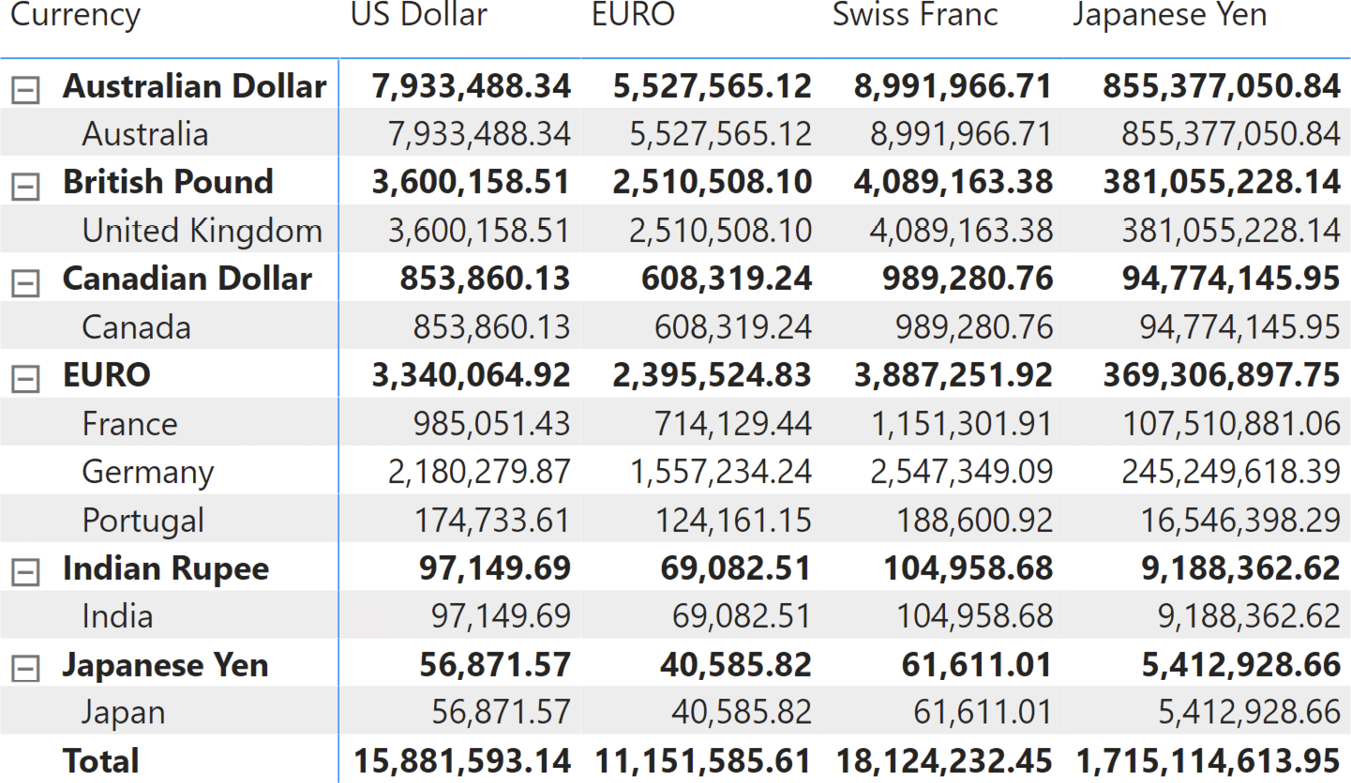 Currency US Dollar EURO Swiss Franc Japanese Yen
Australian Dollar 7,933,488.34 5,527,565.12 8,991,966.71 855,377,050.84
Australia 7,933,488.34 5,527,565.12 8,991,966.71 855,377,050.84
British Pound 3,600,158.51 2,510,508.10 4,089,163.38 381,055,228.14
United Kingdom 3,600,158.51 2,510,508.10 4,089,163.38 381,055,228.14
Canadian Dollar 853,860.13 608,319.24 989,280.76 94,774,145.95
Canada 853,860.13 608,319.24 989,280.76 94,774,145.95
EURO 3,340,064.92 2,395,524.83 3,887,251.92 369,306,897.75
France 985,051.43 714,129.44 1,151,301.91 107,510,881.06
Germany 2,180,279.87 1,557,234.24 2,547,349.09 245,249,618.39
Portugal 174,733.61 124,161.15 188,600.92 16,546,398.29
Indian Rupee 97,149.69 69,082.51 104,958.68 9,188,362.62
India 97,149.69 69,082.51 104,958.68 9,188,362.62
Japanese Yen 56,871.57 40,585.82 61,611.01 5,412,928.66
Japan 56,871.57 40,585.82 61,611.01 5,412,928.66
Total 15,881,593.14 11,151,585.61 18,124,232.45 1,715,114,613.95